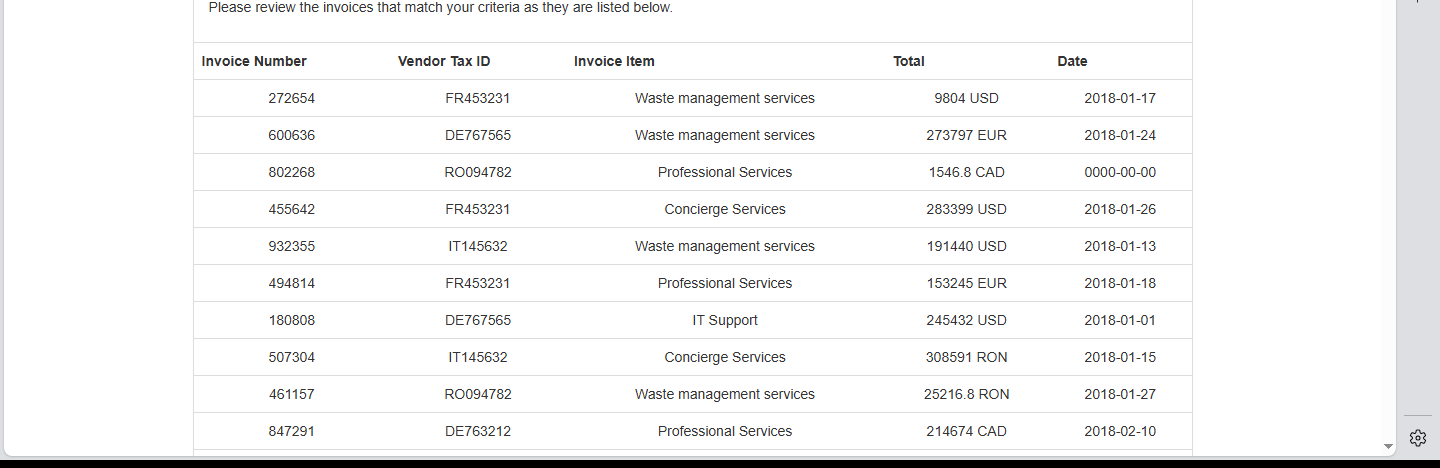 Please review the invoices that match your criteria as they are listed below.
Invoice Number Vendor Tax ID Invoice Item Total Date
272654 FR453231 Waste management services 9804 USD 2018-01-17
600636 DE767565 Waste management services 273797 EUR 2018-01-24
802268 RO094782 Professional Services 1546.8 CAD 0000-00-00
455642 FR453231 Concierge Services 283399 USD 2018-01-26
932355 IT145632 Waste management services 191440 USD 2018-01-13
494814 FR453231 Professional Services 153245 EUR 2018-01-18
180808 DE767565 IT Support 245432 USD 2018-01-01
507304 IT145632 Concierge Services 308591 RON 2018-01-15
461157 RO094782 Waste management services 25216.8 RON 2018-01-27
847291 DE763212 Professional Services 214674 CAD 2018-02-10